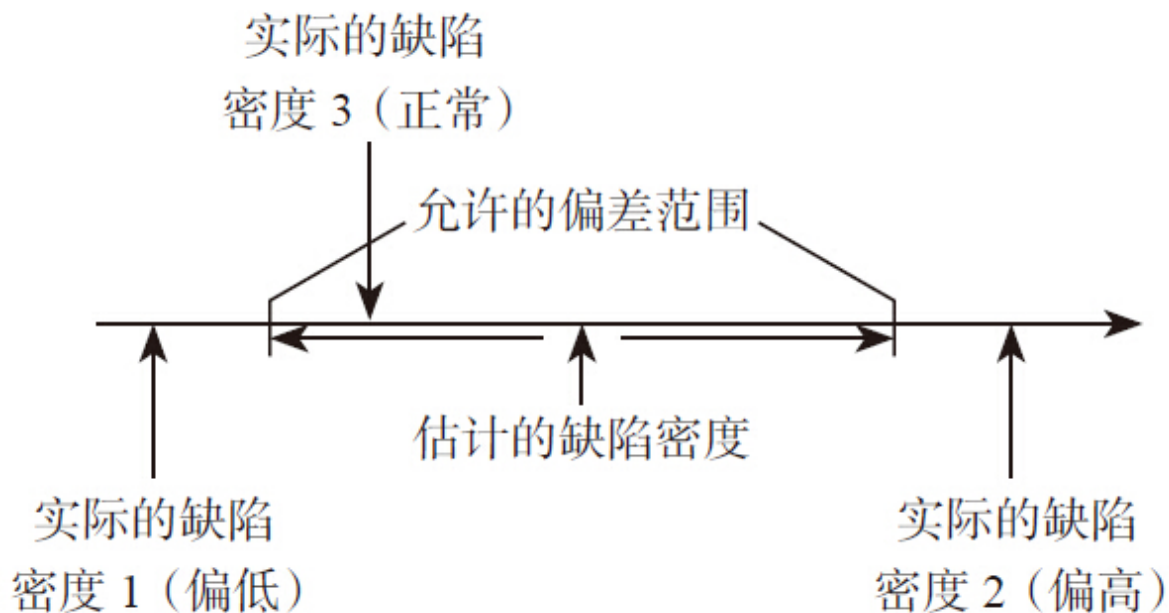 实际的缺陷
密度 3（正常）
允许的偏差范围
估计的缺陷密度
实际的缺陷
密度 1（偏低）
实际的缺陷
密度 2（偏高）